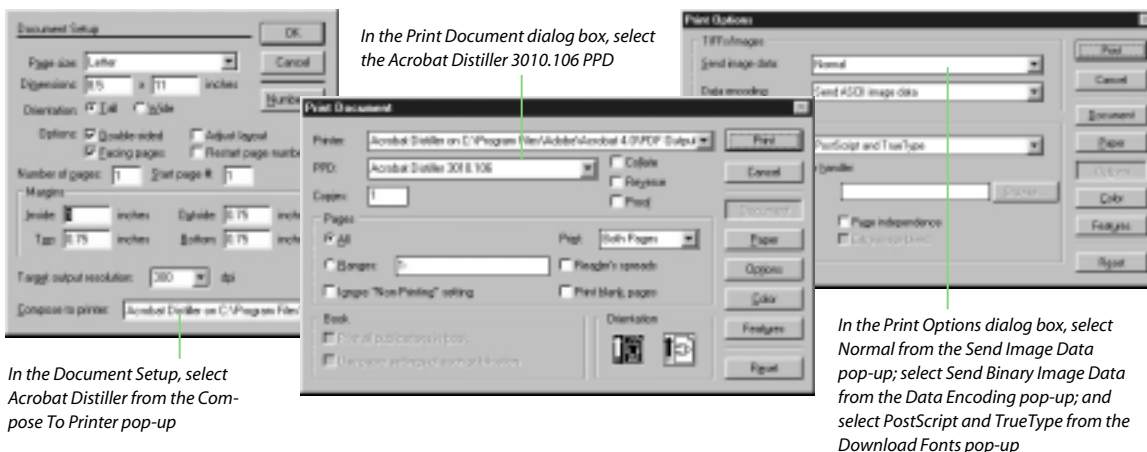 Document Setup
OK
Page size: Letter
Cancel
Dimensions: 8.5 x 11 inches
Orientation: Tall Wide
Options: Double-sided Adjust layout
Facing pages Restart page
Number of pages: 1 Start page #: 1
Margins
Inside: inches Outside: 0.75
Top: 0.75 inches Bottom: 0.75
Target output resolution: 300 dpi
Compose to printer: Acrobat Distiller on C:\Program Files
In the Document Setup, select
Acrobat Distiller from the Com-
pose To Printer pop-up
In the Print Document dialog box, select
the Acrobat Distiller 3010.106 PPD
Print Document
Printer: Acrobat Distiller on C:\Program Files\Adobe\Acrobat 4.0\PDF Output
Print
PPD: Acrobat Distiller 3010.106
Collate
Cancel
Reverse
Copies: 1
Proof
Document
Pages
All
Print: Both Pages
Paper
Ranges:
Reader's spreads
Options
Ignore "Non-Printing" setting
Print blank pages
Color
Book
Orientation
Print all publications in book
Features
Reset
Print Options
TIFFs/Images
Send image data: Normal
Print
Cancel
Data encoding: Send ASCII image data
Document
PostScript and TrueType
Paper
handler
Options
Color
Page independence
Features
Reset
In the Print Options dialog box, select
Normal from the Send Image Data
pop-up; select Send Binary Image Data
from the Data Encoding pop-up; and
select PostScript and TrueType from the
Download Fonts pop-up